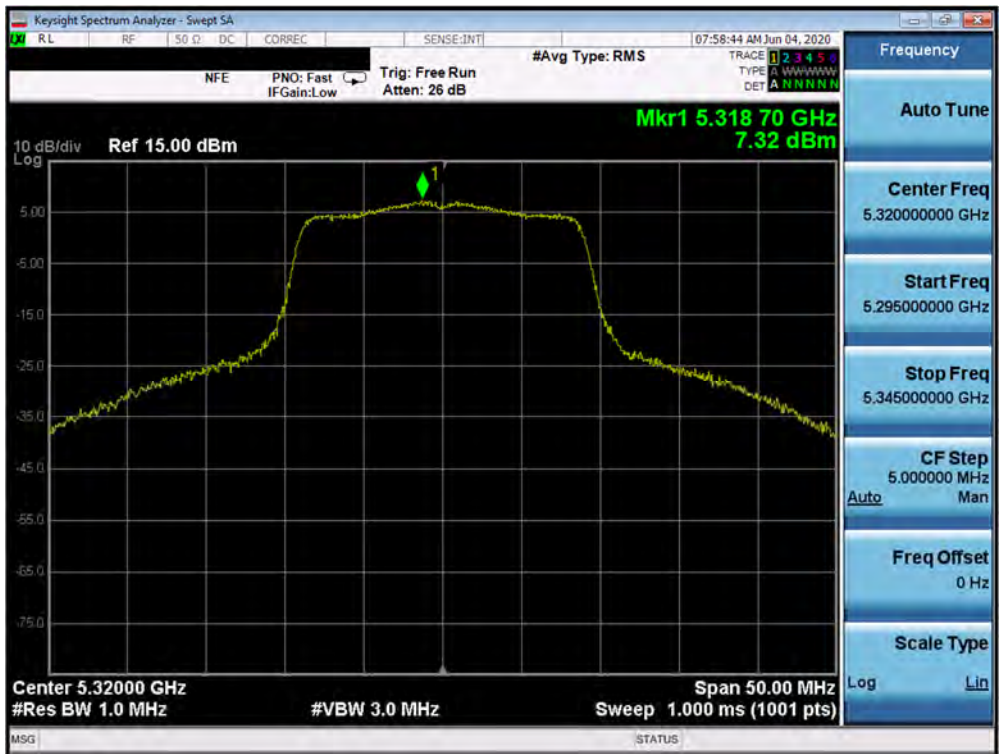 Keysight Spectrum Analyzer - Swept SA
LXI RL RF 50 Ω DC CORREC SENSE:INT 07:58:44 AM Jun 04, 2020
NFE PNO: Fast Trig: Free Run #Avg Type: RMS TRACE 1 2 3 4 5 6
IFGain:Low Atten: 26 dB TYPE A WWWWW
DET A N N N N N
Mkr1 5.318 70 GHz
7.32 dBm
10 dB/div Ref 15.00 dBm
Log
1
5.00
-5.00
-15.0
-25.0
-35.0
-45.0
-55.0
-65.0
-75.0
Center 5.32000 GHz Span 50.00 MHz
#Res BW 1.0 MHz #VBW 3.0 MHz Sweep 1.000 ms (1001 pts)
MSG STATUS
Frequency
Auto Tune
Center Freq
5.320000000 GHz
Start Freq
5.295000000 GHz
Stop Freq
5.345000000 GHz
CF Step
5.000000 MHz
Auto Man
Freq Offset
0 Hz
Scale Type
Log Lin